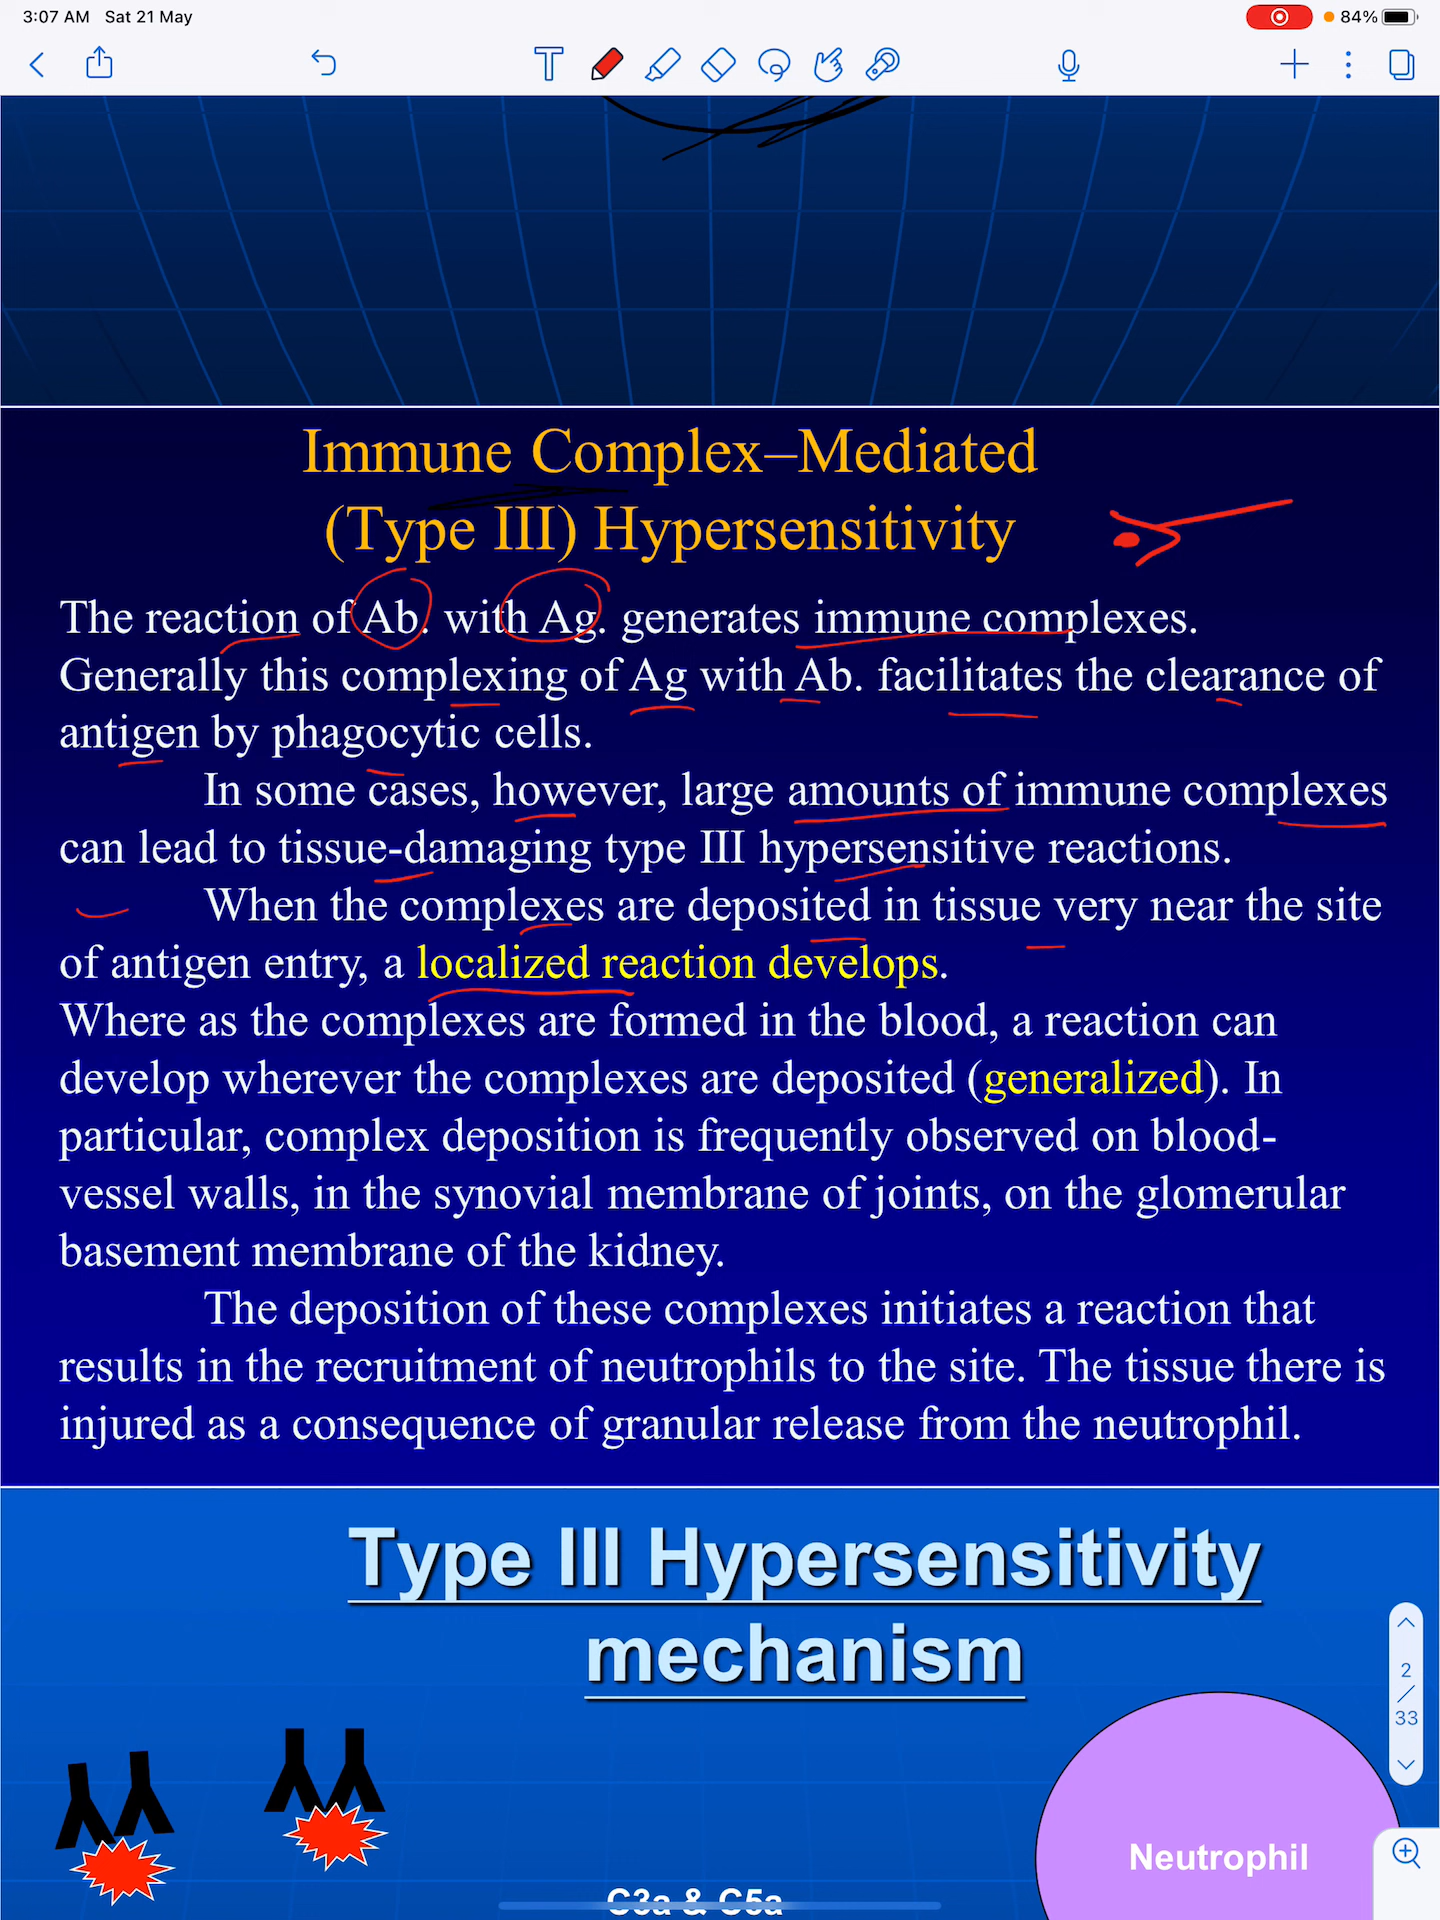 3:07 AM Sat 21 May
84%
Immune Complex–Mediated
(Type III) Hypersensitivity
The reaction of Ab. with Ag. generates immune complexes.
Generally this complexing of Ag with Ab. facilitates the clearance of
antigen by phagocytic cells.
In some cases, however, large amounts of immune complexes
can lead to tissue-damaging type III hypersensitive reactions.
When the complexes are deposited in tissue very near the site
of antigen entry, a localized reaction develops.
Where as the complexes are formed in the blood, a reaction can
develop wherever the complexes are deposited (generalized). In
particular, complex deposition is frequently observed on blood-
vessel walls, in the synovial membrane of joints, on the glomerular
basement membrane of the kidney.
The deposition of these complexes initiates a reaction that
results in the recruitment of neutrophils to the site. The tissue there is
injured as a consequence of granular release from the neutrophil.
Type III Hypersensitivity
mechanism
2
/
33
Neutrophil
C3a & C5a